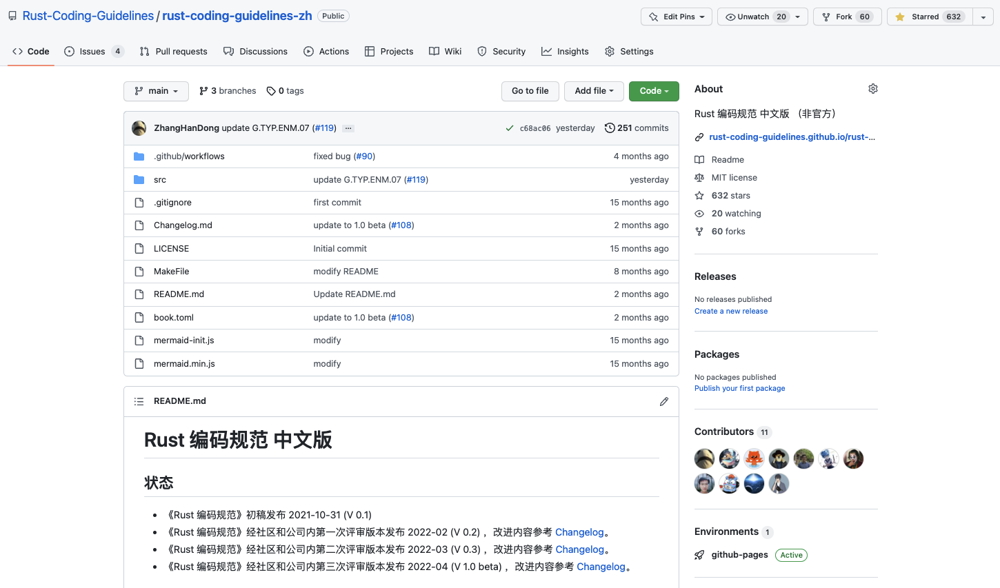 Rust-Coding-Guidelines / rust-coding-guidelines-zh Public
Edit Pins
Unwatch 20
Fork 60
Starred 632
Code
Issues 4
Pull requests
Discussions
Actions
Projects
Wiki
Security
Insights
Settings
main
3 branches
0 tags
Go to file
Add file
Code
ZhangHanDong update G.TYP.ENM.07 (#119) ... c68ac06 yesterday 251 commits
.github/workflows fixed bug (#90) 4 months ago
src update G.TYP.ENM.07 (#119) yesterday
.gitignore first commit 15 months ago
Changelog.md update to 1.0 beta (#108) 2 months ago
LICENSE Initial commit 15 months ago
MakeFile modify README 8 months ago
README.md Update README.md 2 months ago
book.toml update to 1.0 beta (#108) 2 months ago
mermaid-init.js modify 15 months ago
mermaid.min.js modify 15 months ago
README.md
Rust 编码规范 中文版
状态
《Rust 编码规范》初稿发布 2021-10-31 (V 0.1)
《Rust 编码规范》经社区和公司内第一次评审版本发布 2022-02 (V 0.2) ，改进内容参考 Changelog。
《Rust 编码规范》经社区和公司内第二次评审版本发布 2022-03 (V 0.3) ，改进内容参考 Changelog。
《Rust 编码规范》经社区和公司内第三次评审版本发布 2022-04 (V 1.0 beta) ，改进内容参考 Changelog。
About
Rust 编码规范 中文版 （非官方）
rust-coding-guidelines.github.io/rust-...
Readme
MIT license
632 stars
20 watching
60 forks
Releases
No releases published
Create a new release
Packages
No packages published
Publish your first package
Contributors 11
Environments 1
github-pages Active